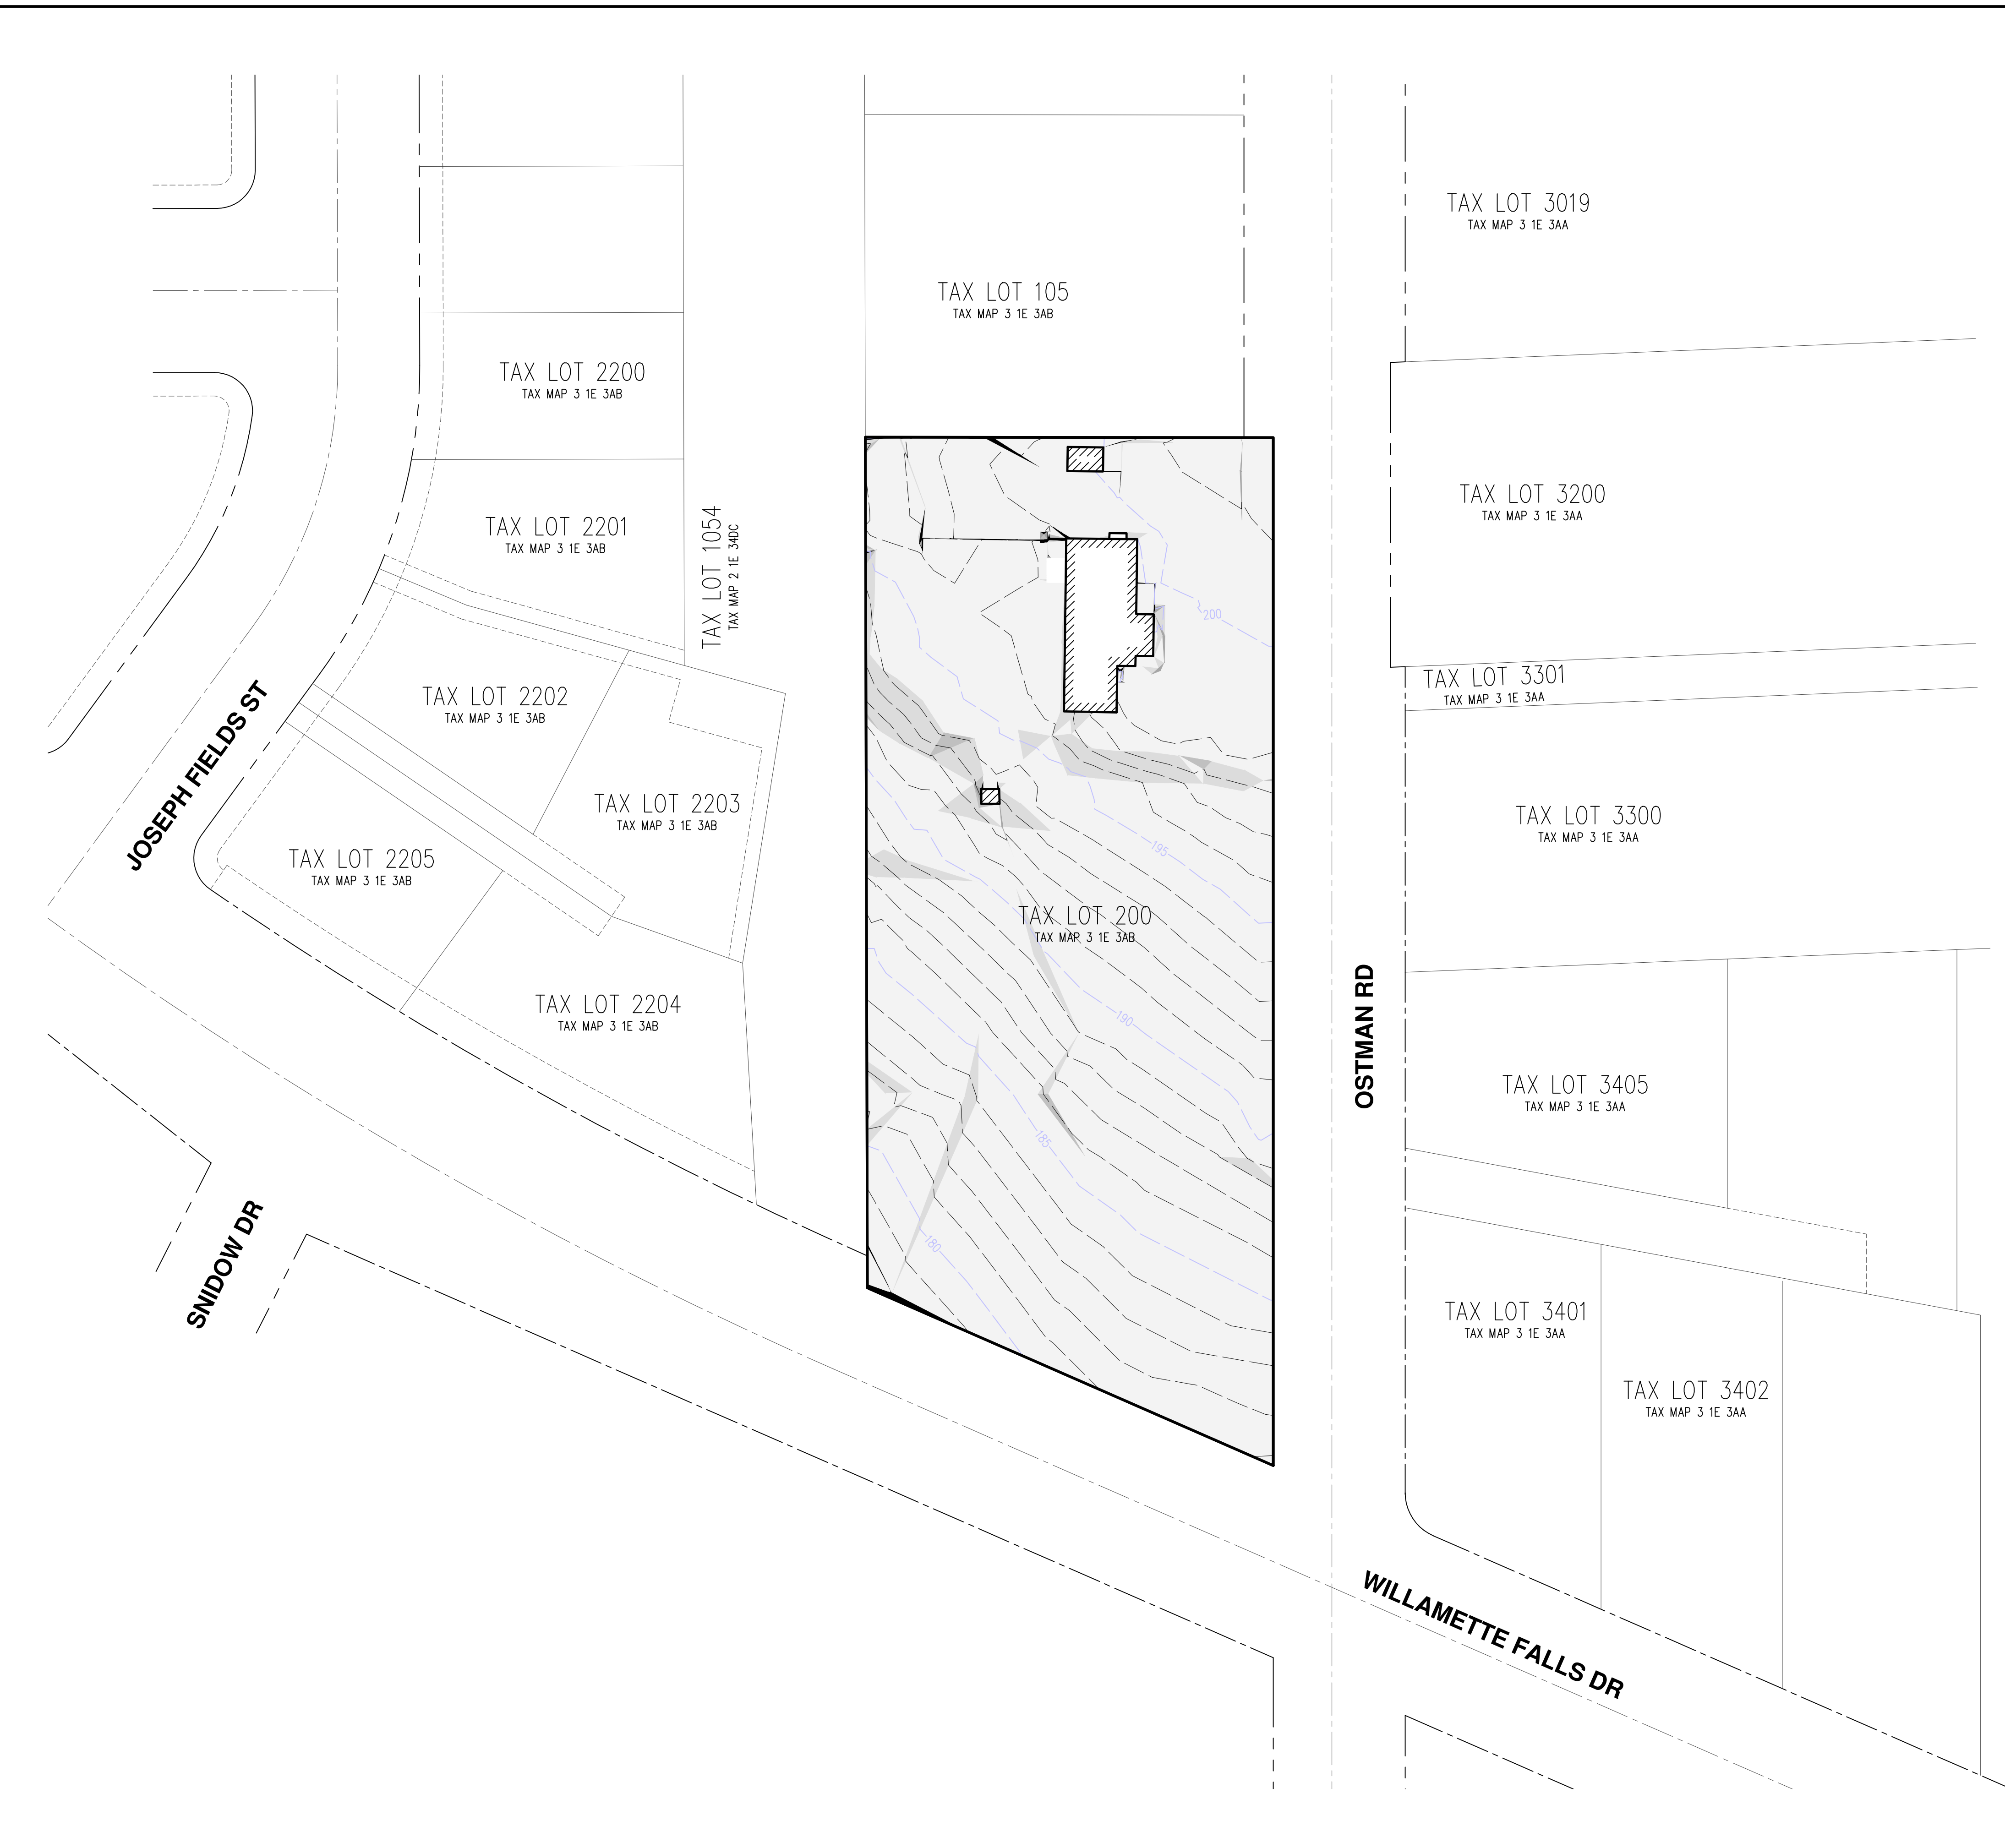 TAX LOT 3019
TAX MAP 3 1E 3AA
TAX LOT 105
TAX MAP 3 1E 3AB
TAX LOT 2200
TAX MAP 3 1E 3AB
TAX LOT 3200
TAX MAP 3 1E 3AA
TAX LOT 2201
TAX MAP 3 1E 3AB
TAX LOT 1054
TAX MAP 2 1E 34DC
200
TAX LOT 3301
TAX MAP 3 1E 3AA
TAX LOT 2202
TAX MAP 3 1E 3AB
JOSEPH FIELDS ST
TAX LOT 2203
TAX MAP 3 1E 3AB
TAX LOT 3300
TAX MAP 3 1E 3AA
195
TAX LOT 2205
TAX MAP 3 1E 3AB
TAX LOT 200
TAX MAP 3 1E 3AB
TAX LOT 2204
TAX MAP 3 1E 3AB
190
OSTMAN RD
TAX LOT 3405
TAX MAP 3 1E 3AA
185
180
SNIDOW DR
TAX LOT 3401
TAX MAP 3 1E 3AA
TAX LOT 3402
TAX MAP 3 1E 3AA
WILLAMETTE FALLS DR